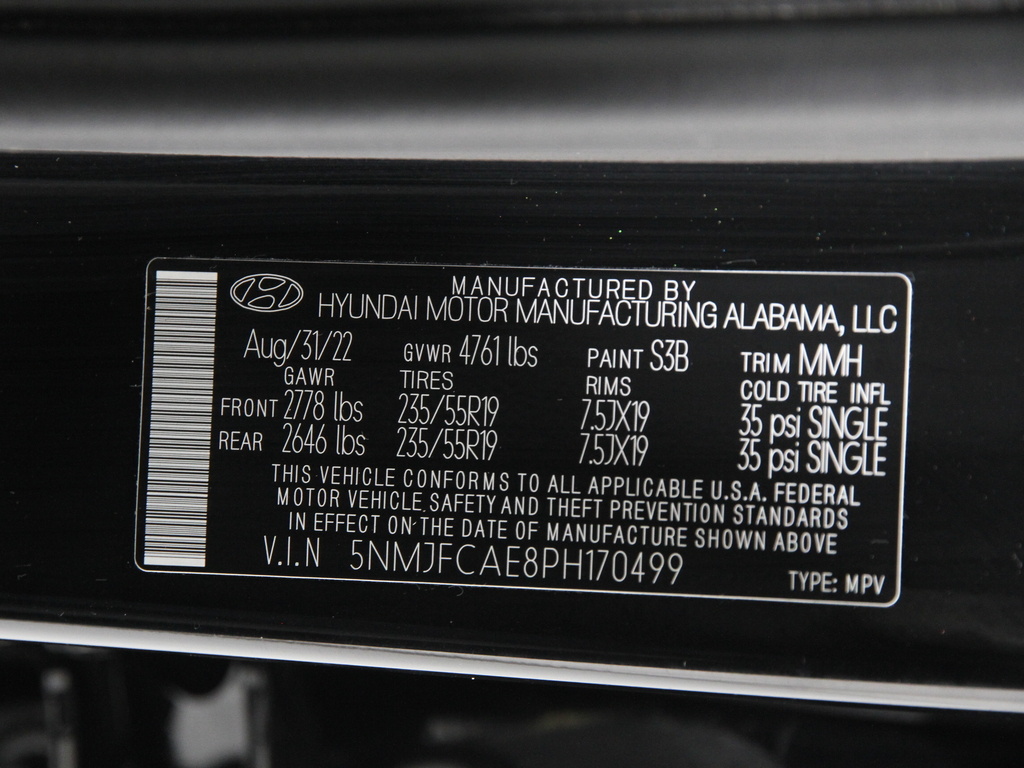 MANUFACTURED BY
HYUNDAI MOTOR MANUFACTURING ALABAMA, LLC
Aug/31/22 GVWR 4761 lbs PAINT S3B TRIM MMH
GAWR TIRES RIMS COLD TIRE INFL
FRONT 2778 lbs 235/55R19 7.5JX19 35 psi SINGLE
REAR 2646 lbs 235/55R19 7.5JX19 35 psi SINGLE
THIS VEHICLE CONFORMS TO ALL APPLICABLE U.S.A. FEDERAL
MOTOR VEHICLE SAFETY AND THEFT PREVENTION STANDARDS
IN EFFECT ON THE DATE OF MANUFACTURE SHOWN ABOVE
V.I.N 5NMJFCAE8PH170499
TYPE: MPV